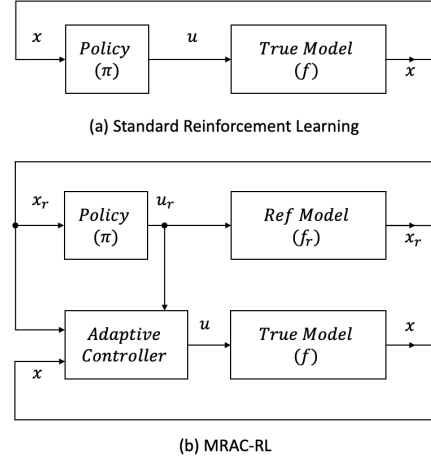 x
Policy
(π)
u
True Model
(f)
x
(a) Standard Reinforcement Learning
x_r
Policy
(π)
u_r
Ref Model
(f_r)
x_r
Adaptive
Controller
u
True Model
(f)
x
x
(b) MRAC-RL